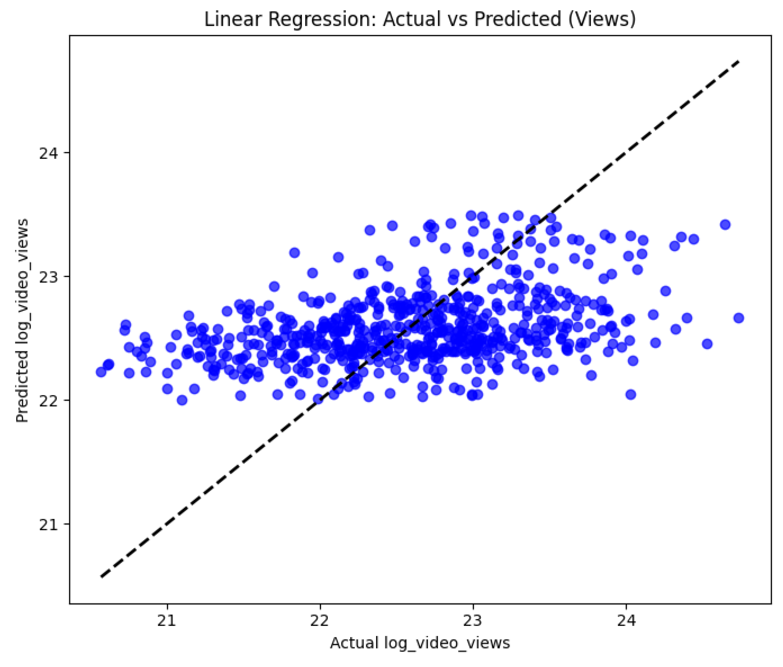 Linear Regression: Actual vs Predicted (Views)
Predicted log_video_views
24
23
22
21
21 22 23 24
Actual log_video_views